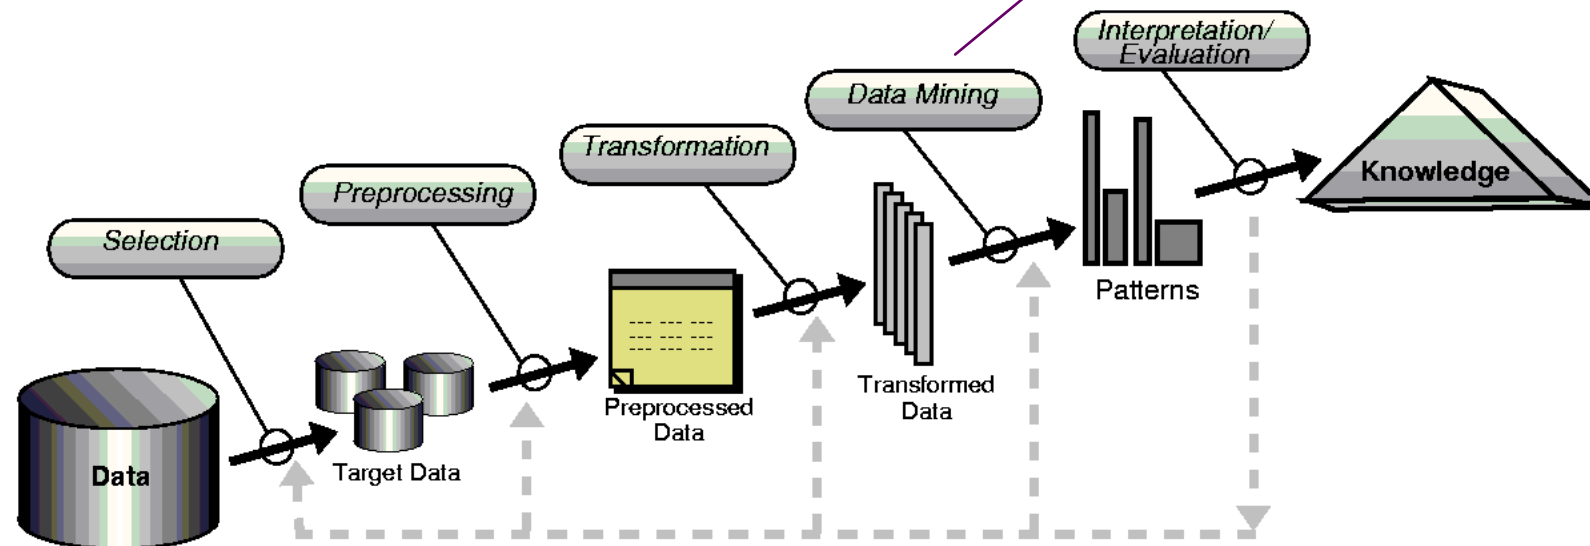 Interpretation/
Evaluation
Data Mining
Transformation
Preprocessing
Selection
Knowledge
Patterns
Transformed
Data
Preprocessed
Data
Target Data
Data